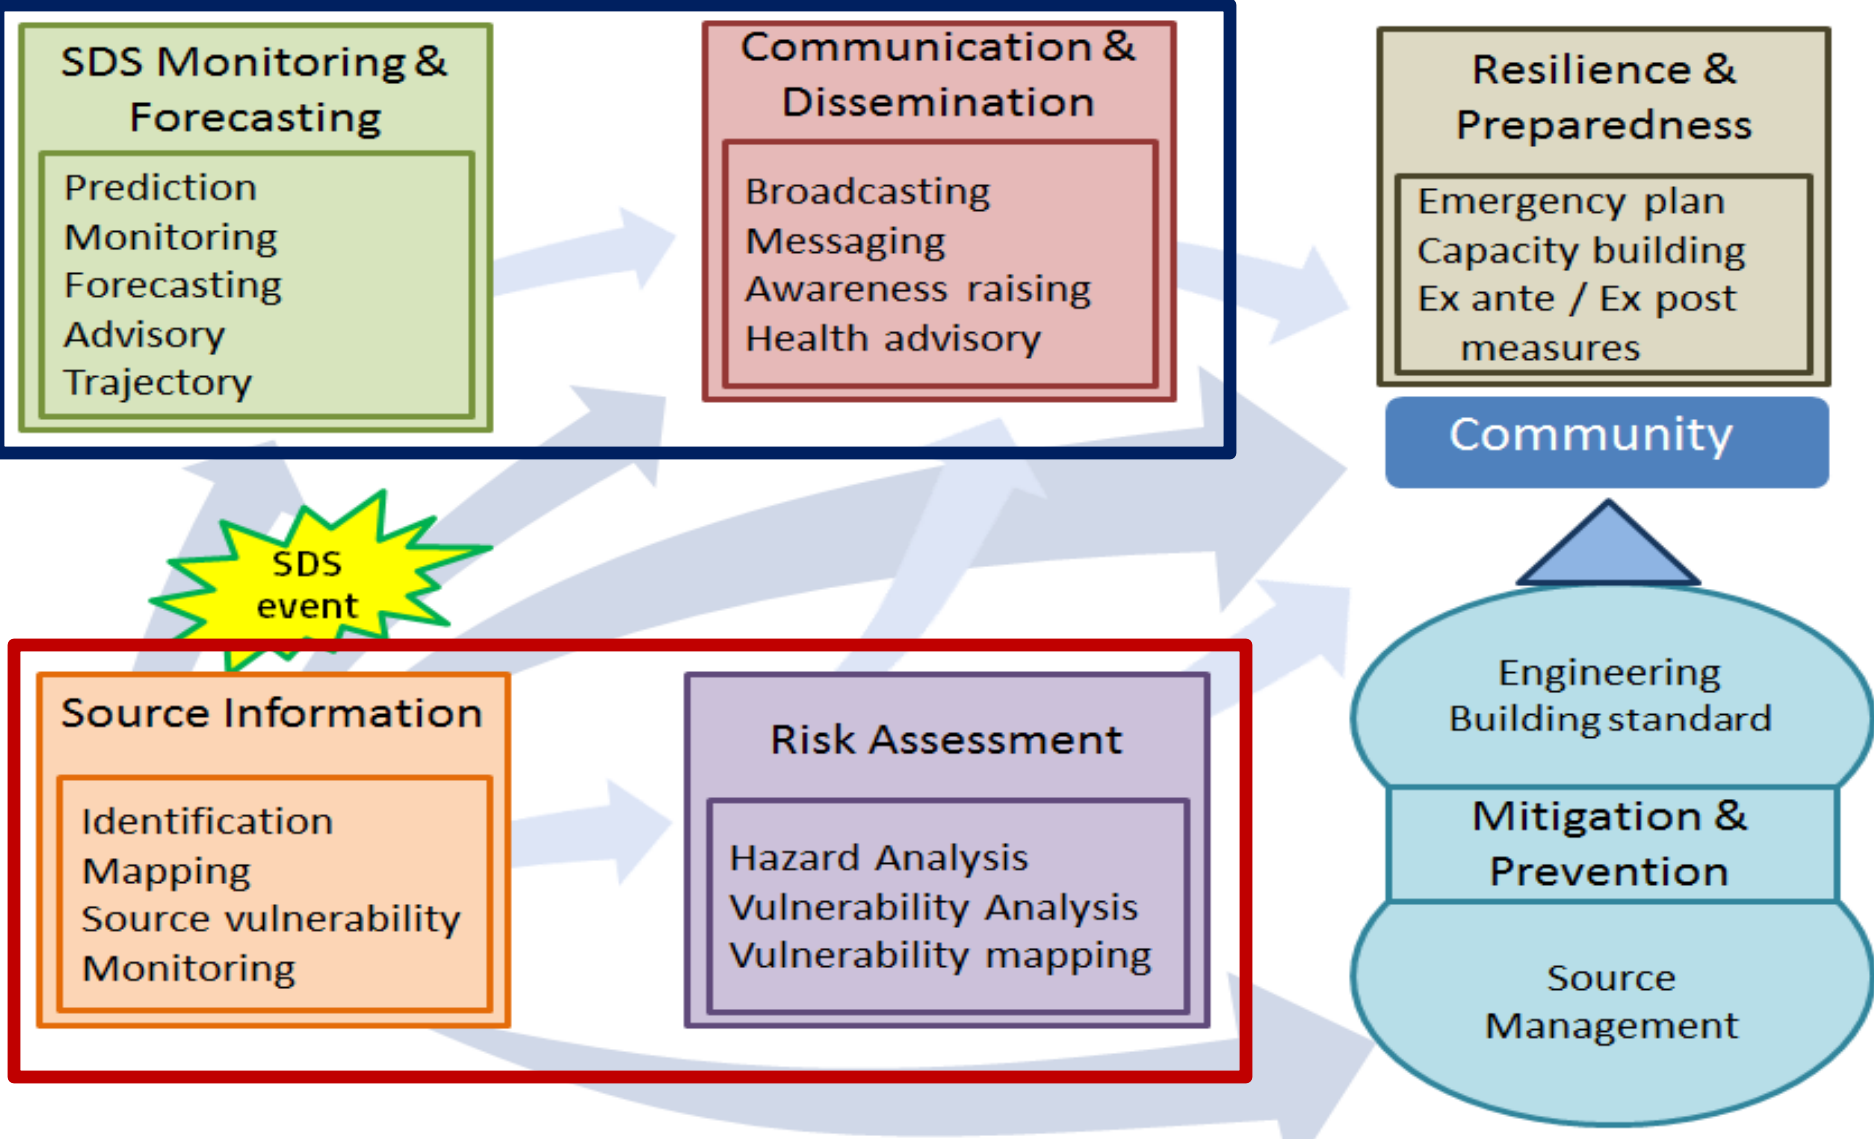 SDS Monitoring &
Forecasting
Prediction
Monitoring
Forecasting
Advisory
Trajectory
Communication &
Dissemination
Broadcasting
Messaging
Awareness raising
Health advisory
Resilience &
Preparedness
Emergency plan
Capacity building
Ex ante / Ex post
measures
Community
SDS
event
Source Information
Identification
Mapping
Source vulnerability
Monitoring
Risk Assessment
Hazard Analysis
Vulnerability Analysis
Vulnerability mapping
Engineering
Building standard
Mitigation &
Prevention
Source
Management